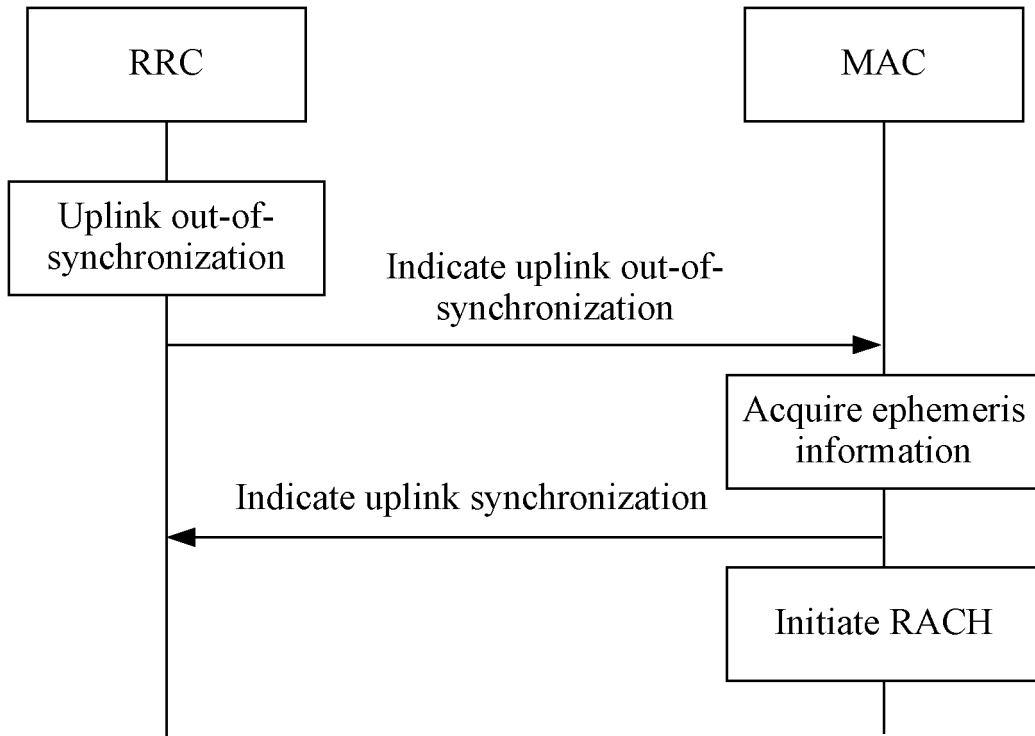 RRC
MAC
Uplink out-of-
synchronization
Indicate uplink out-of-
synchronization
Acquire ephemeris
information
Indicate uplink synchronization
Initiate RACH